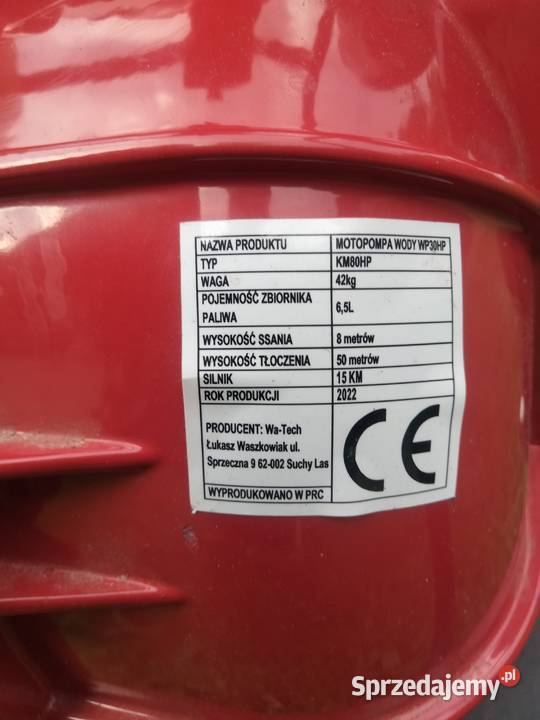 NAZWA PRODUKTU MOTOPOMPA WODY WP30HP
TYP KM80HP
WAGA 42kg
POJEMNOŚĆ ZBIORNIKA
PALIWA 6,5L
WYSOKOŚĆ SSANIA 8 metrów
WYSOKOŚĆ TŁOCZENIA 50 metrów
SILNIK 15 KM
ROK PRODUKCJI 2022
PRODUCENT: Wa-Tech
Łukasz Waszkowiak ul.
Sprzeczna 9 62-002 Suchy Las
CE
WYPRODUKOWANO W PRC
Sprzedajemy.pl